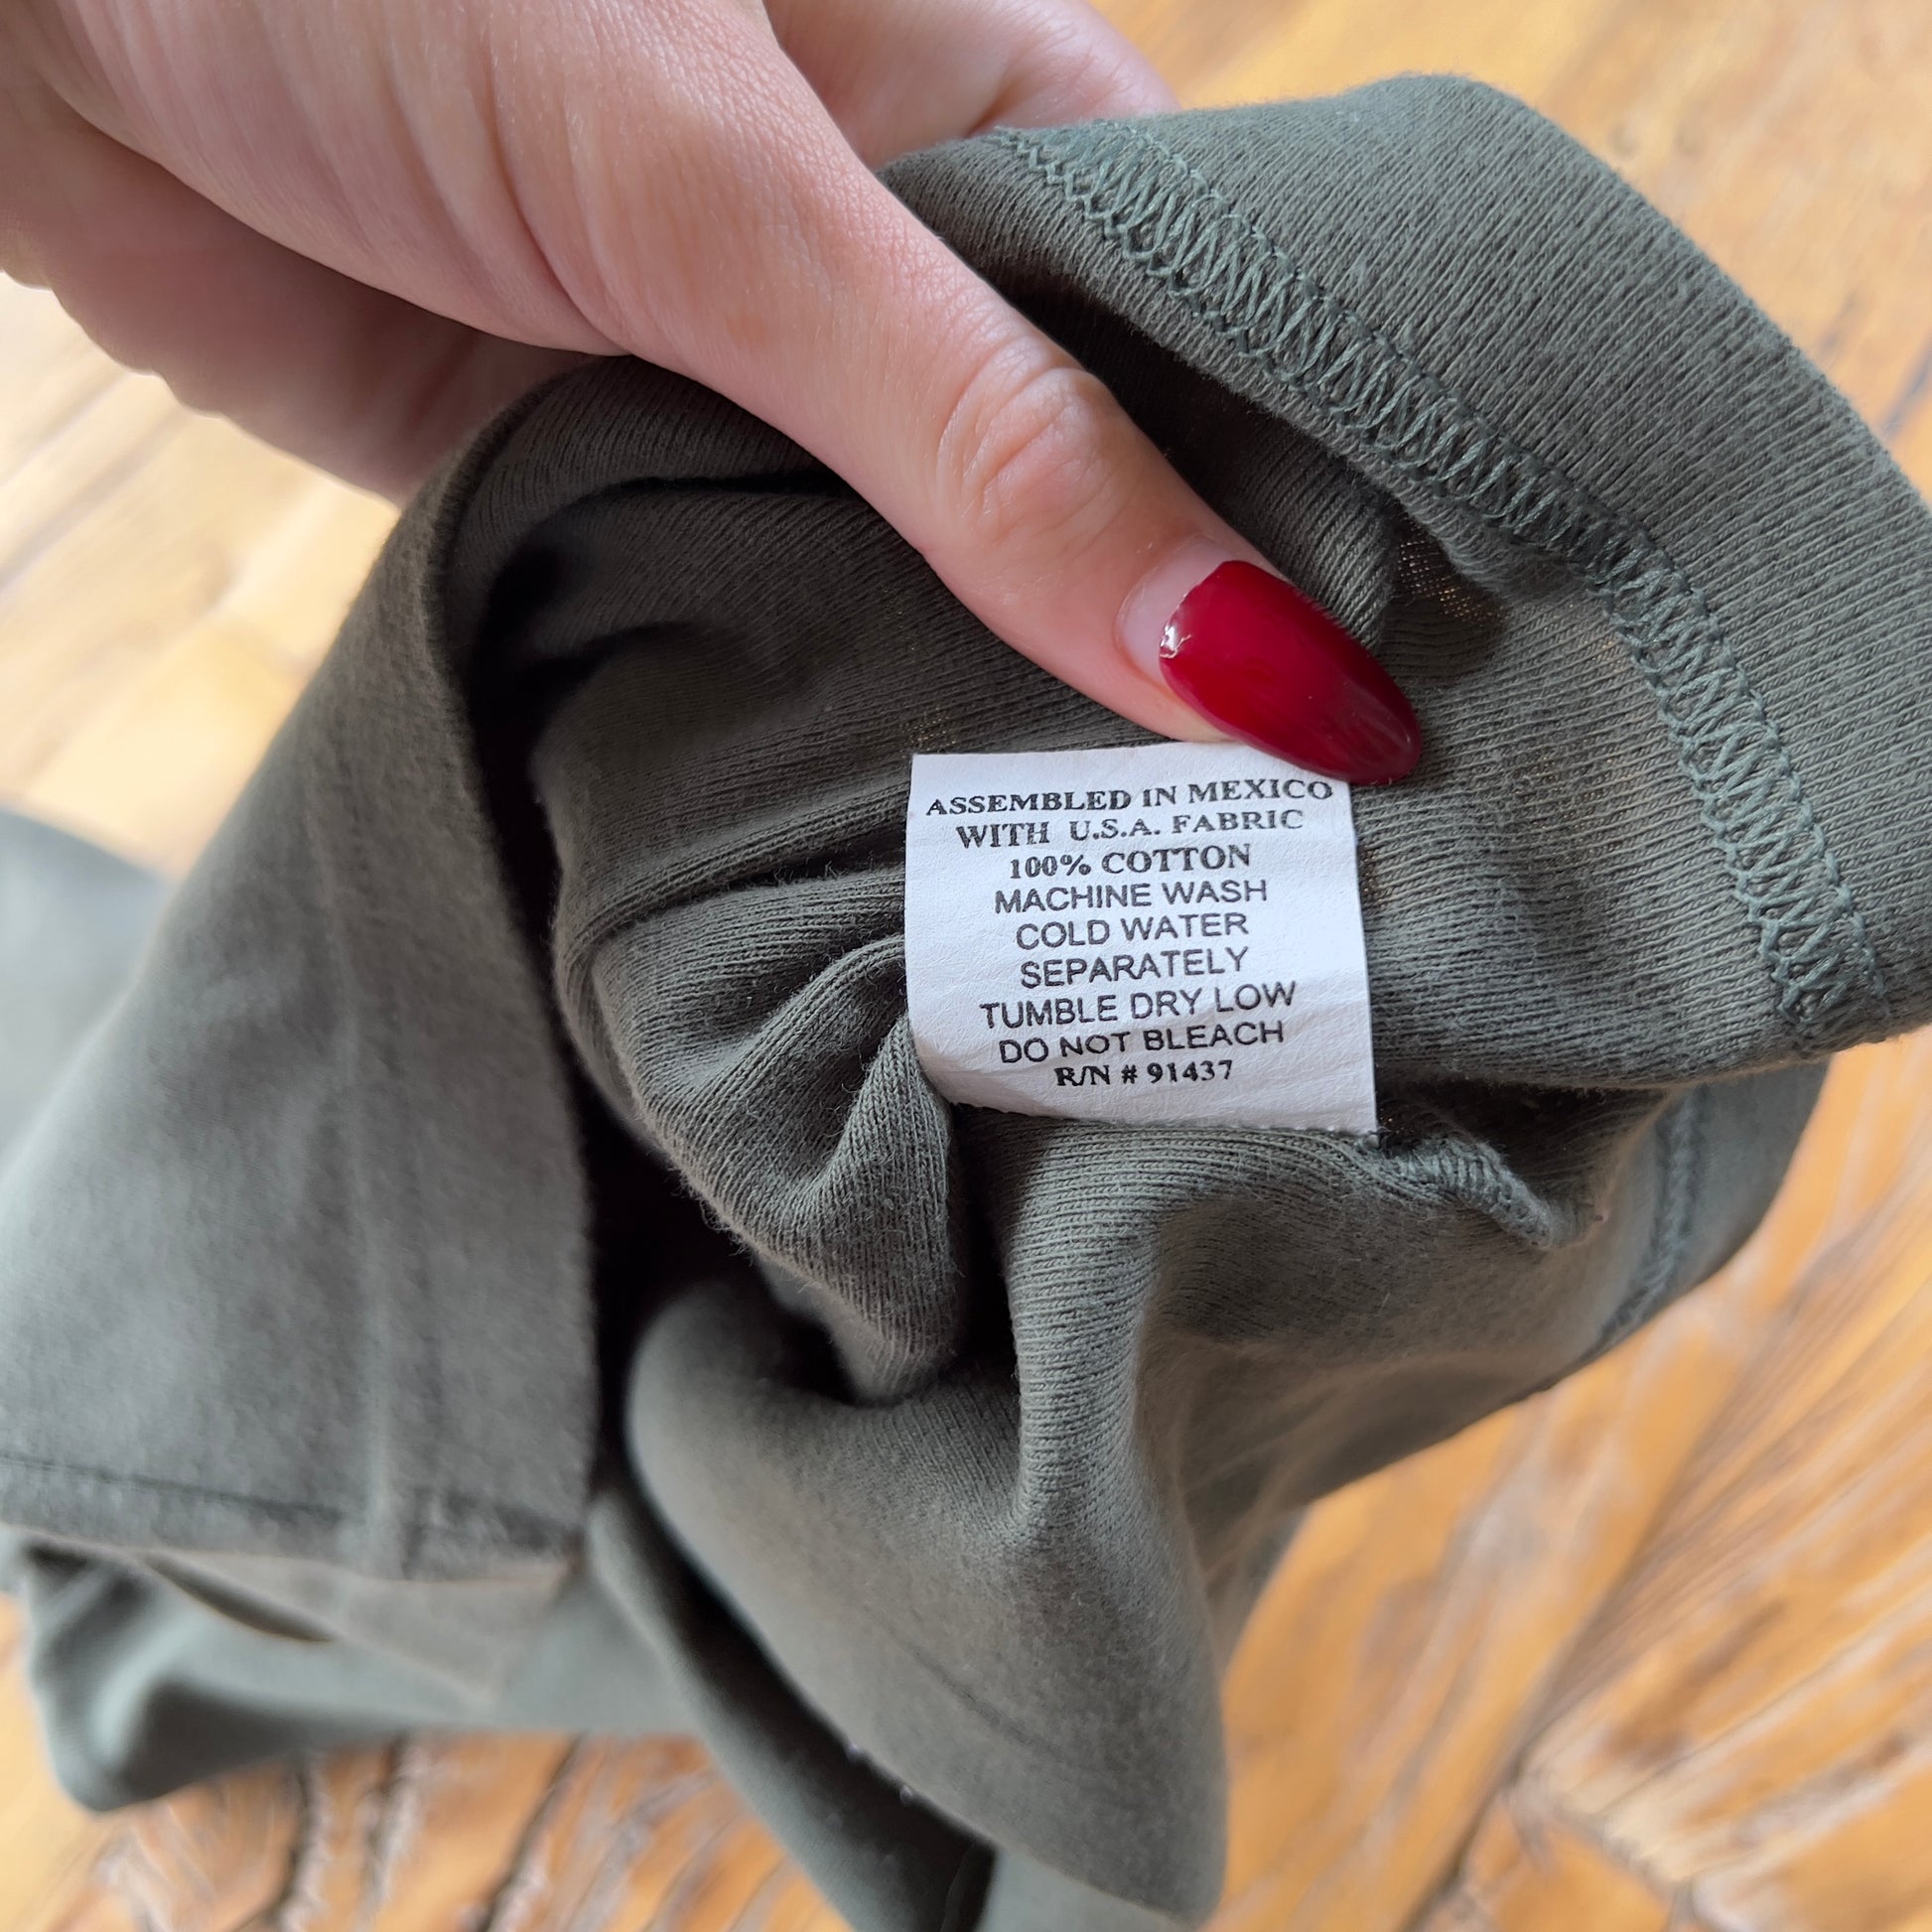 ASSEMBLED IN MEXICO
WITH U.S.A. FABRIC
100% COTTON
MACHINE WASH
COLD WATER
SEPARATELY
TUMBLE DRY LOW
DO NOT BLEACH
R/N # 91437